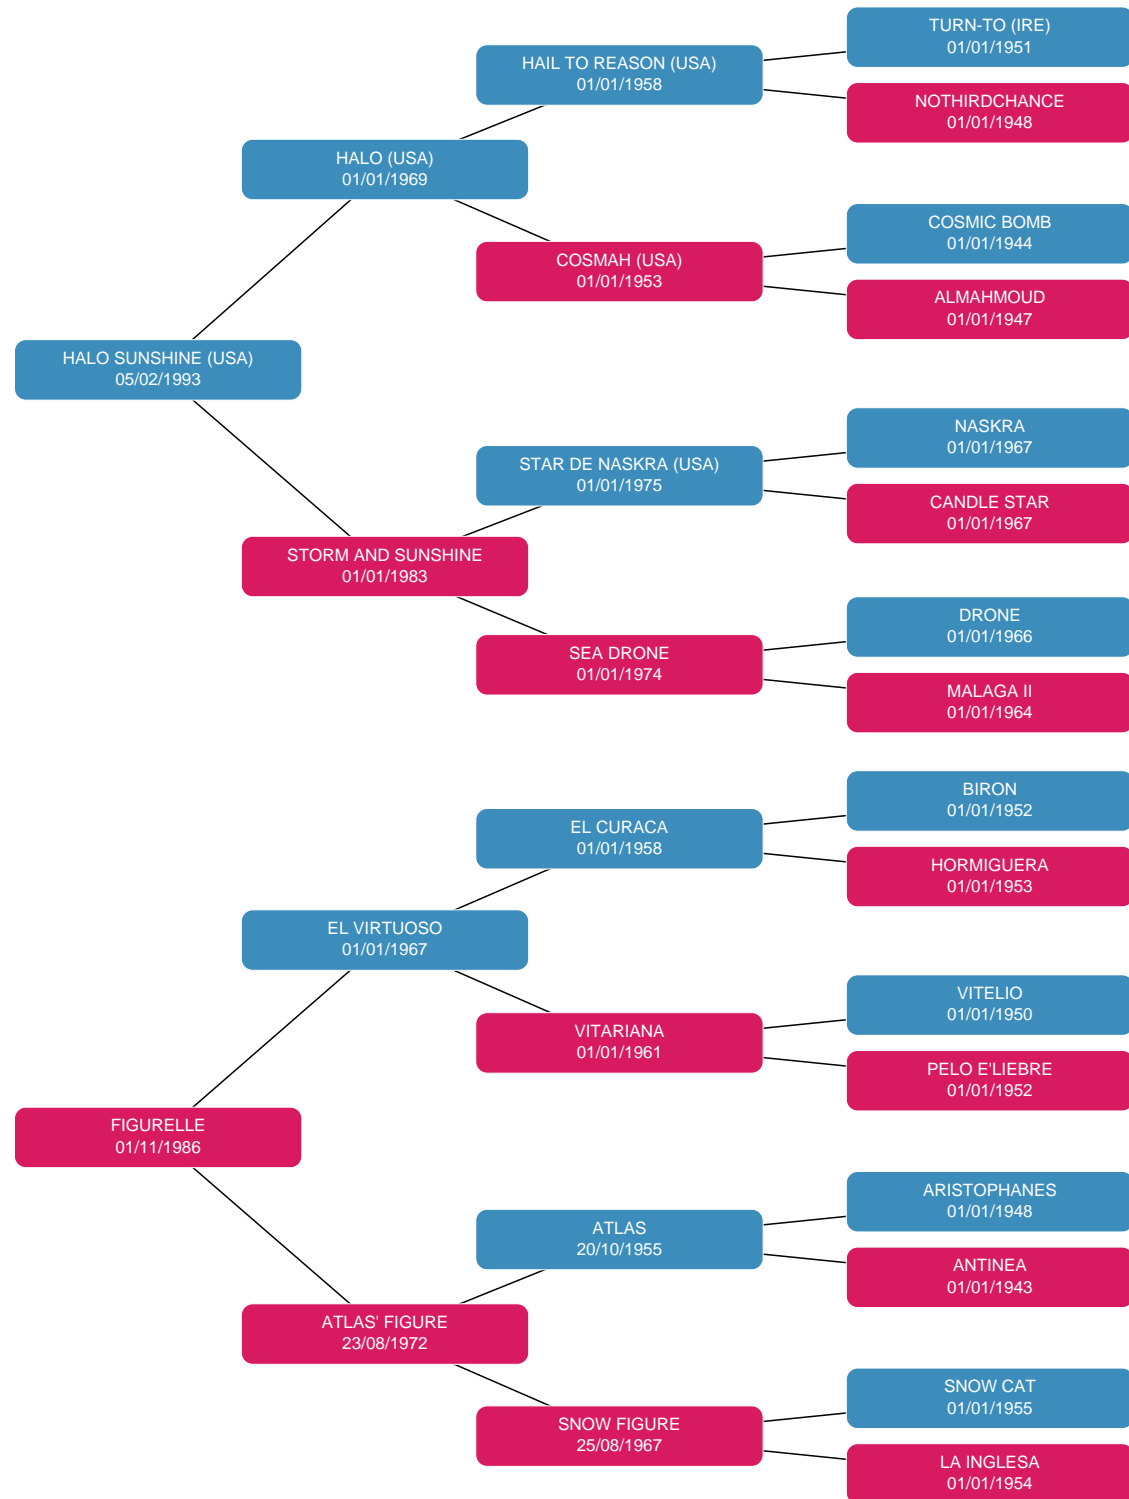 TURN-TO (IRE)
01/01/1951
HAIL TO REASON (USA)
01/01/1958
NOTHIRDCHANCE
01/01/1948
HALO (USA)
01/01/1969
COSMIC BOMB
01/01/1944
COSMAH (USA)
01/01/1953
ALMAHMOUD
01/01/1947
HALO SUNSHINE (USA)
05/02/1993
NASKRA
01/01/1967
STAR DE NASKRA (USA)
01/01/1975
CANDLE STAR
01/01/1967
STORM AND SUNSHINE
01/01/1983
DRONE
01/01/1966
SEA DRONE
01/01/1974
MALAGA II
01/01/1964
BIRON
01/01/1952
EL CURACA
01/01/1958
HORMIGUERA
01/01/1953
EL VIRTUOSO
01/01/1967
VITELIO
01/01/1950
VITARIANA
01/01/1961
PELO E'LIEBRE
01/01/1952
FIGURELLE
01/11/1986
ARISTOPHANES
01/01/1948
ATLAS
20/10/1955
ANTINEA
01/01/1943
ATLAS' FIGURE
23/08/1972
SNOW CAT
01/01/1955
SNOW FIGURE
25/08/1967
LA INGLESA
01/01/1954